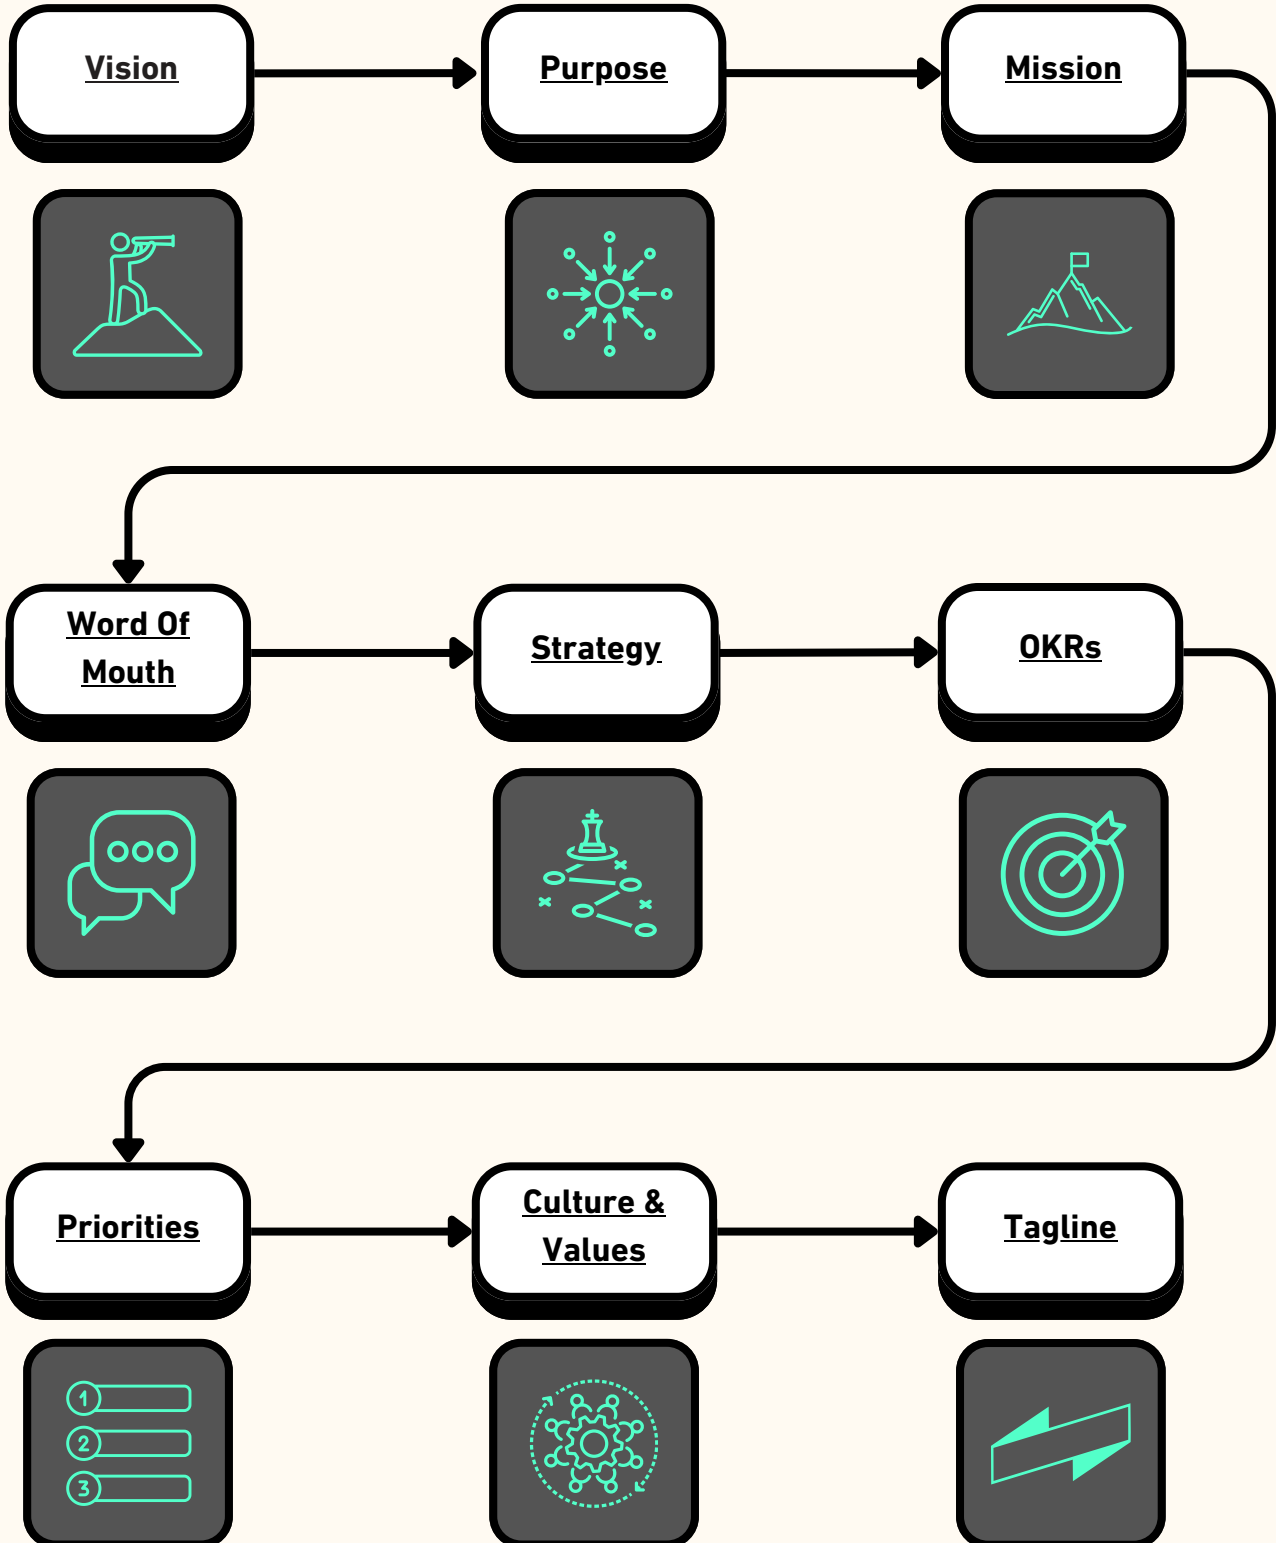 Vision
Purpose
Mission
Word Of
Mouth
Strategy
OKRs
Priorities
Culture &
Values
Tagline
1
2
3